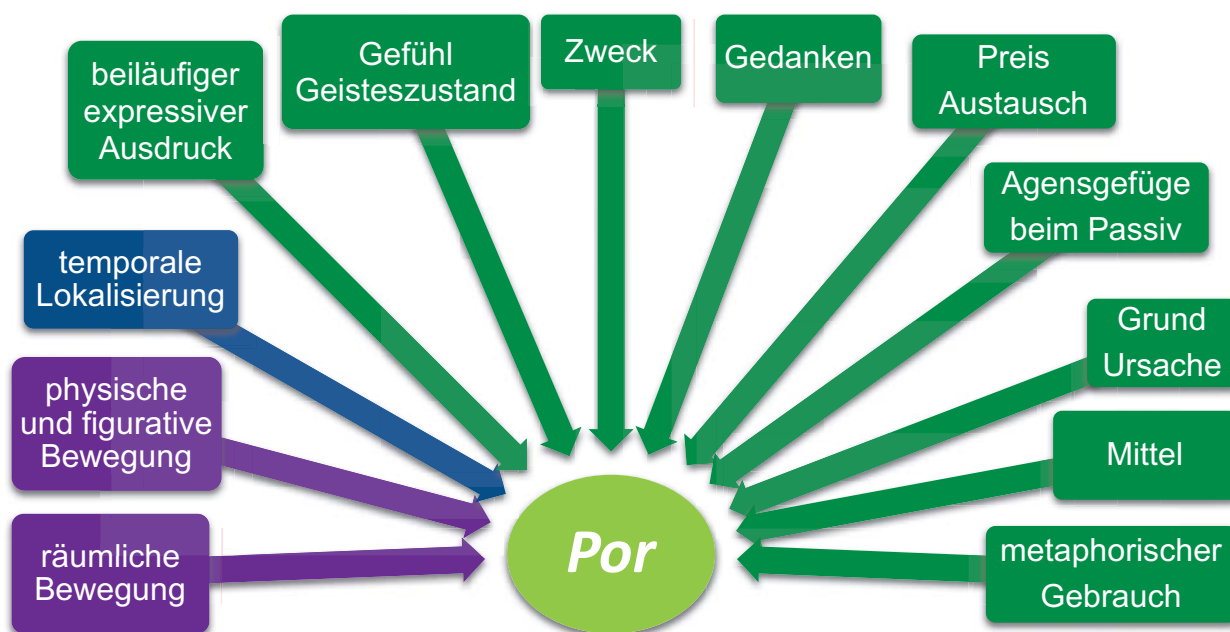 beiläufiger
expressiver
Ausdruck
Gefühl
Geisteszustand
Zweck
Gedanken
Preis
Austausch
Agensgefüge
beim Passiv
temporale
Lokalisierung
Grund
Ursache
physische
und figurative
Bewegung
Mittel
räumliche
Bewegung
Por
metaphorischer
Gebrauch